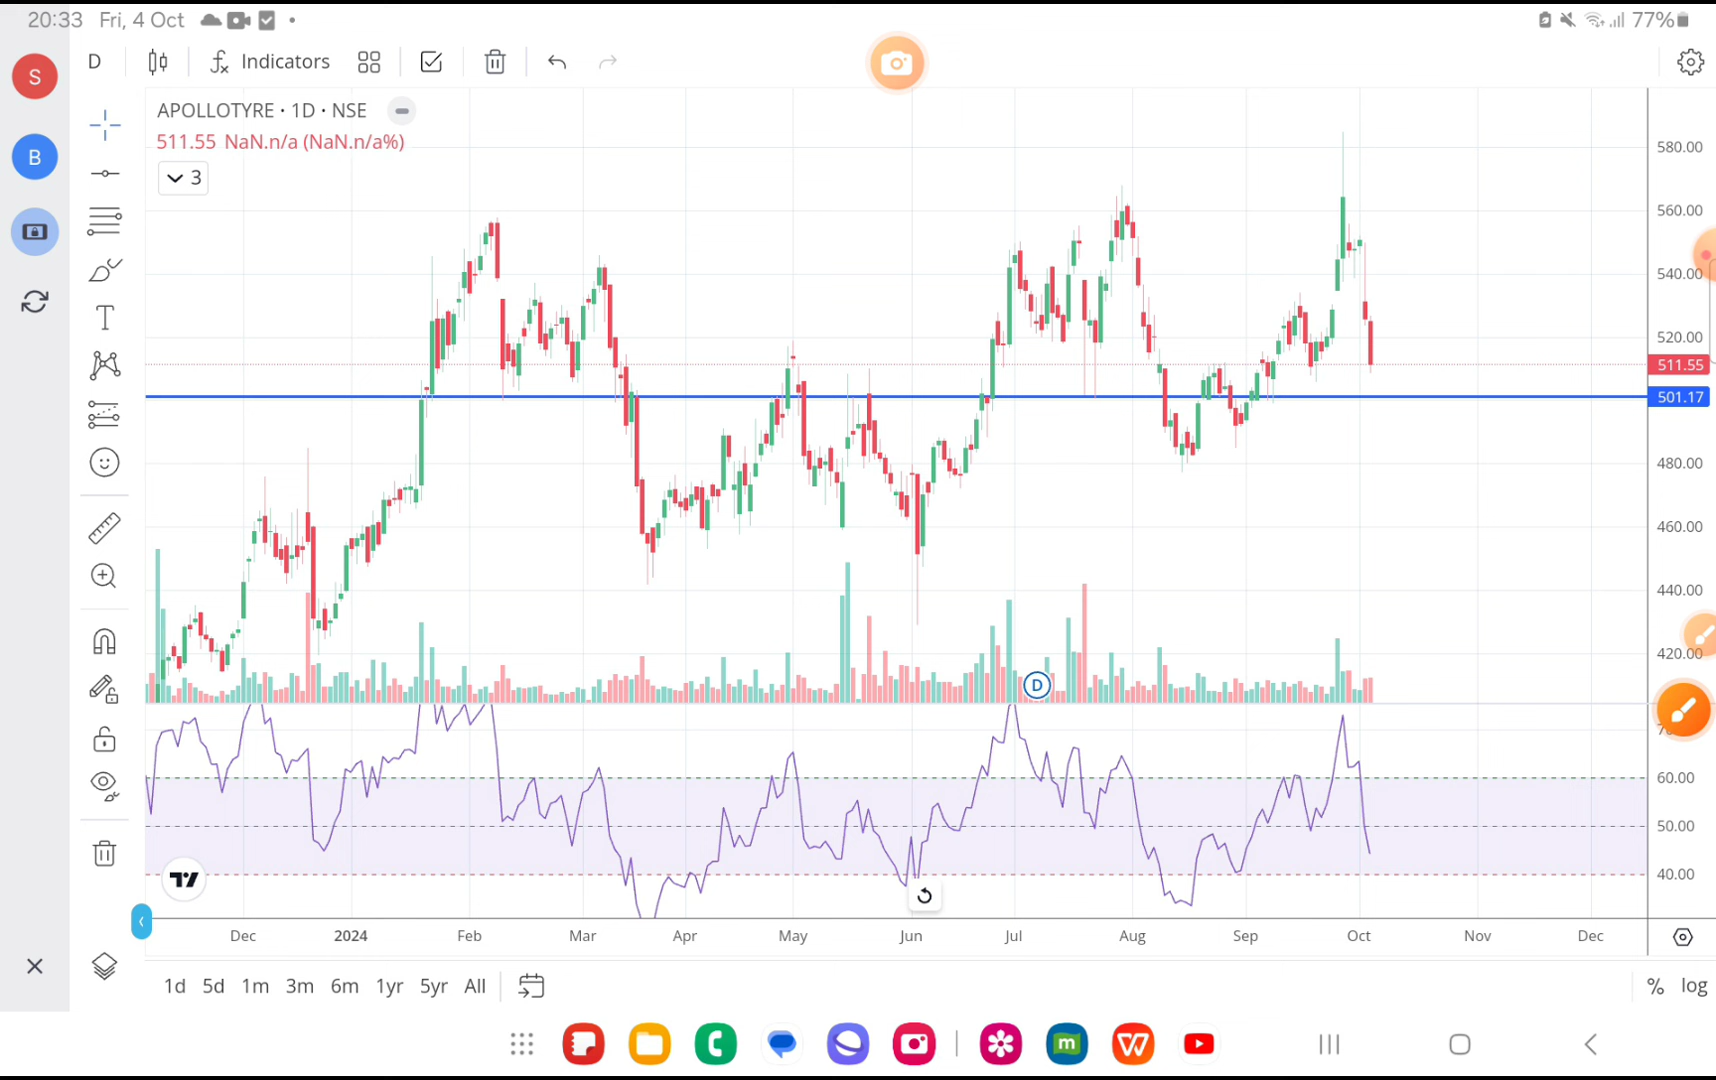 20:33 Fri, 4 Oct
77%
S
D
Indicators
APOLLOTYRE · 1D · NSE
511.55 NaN.n/a (NaN.n/a%)
3
B
T
580.00
560.00
540.00
520.00
511.55
501.17
480.00
460.00
440.00
420.00
D
60.00
50.00
40.00
Dec 2024 Feb Mar Apr May Jun Jul Aug Sep Oct Nov Dec
1d 5d 1m 3m 6m 1yr 5yr All
% log
m
W